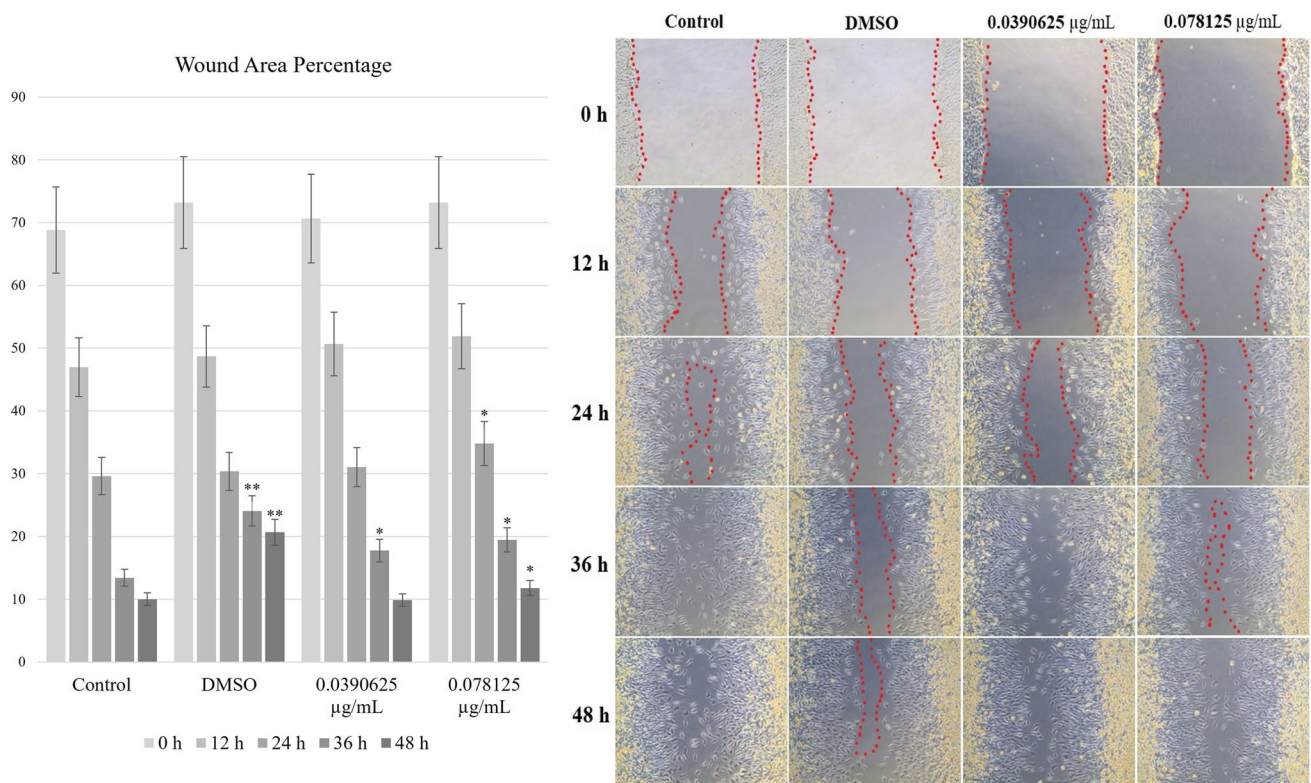 Wound Area Percentage
90
80
70
60
50
40
30
20
10
0
** ** * * * *
Control DMSO 0.0390625 µg/mL 0.078125 µg/mL
0 h 12 h 24 h 36 h 48 h
Control DMSO 0.0390625 µg/mL 0.078125 µg/mL
0 h
12 h
24 h
36 h
48 h